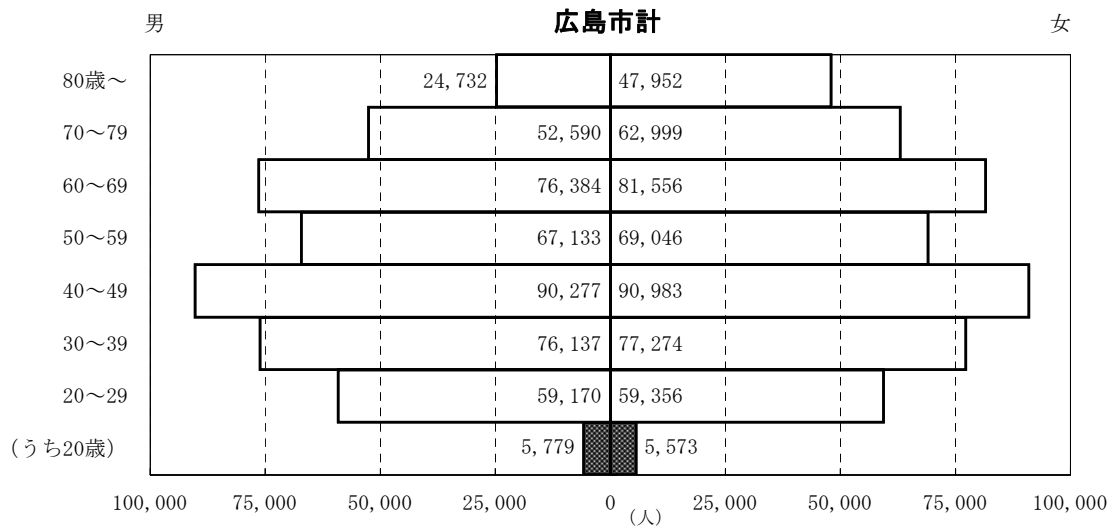 広島市計
男 女
80歳～ 24,732 47,952
70～79 52,590 62,999
60～69 76,384 81,556
50～59 67,133 69,046
40～49 90,277 90,983
30～39 76,137 77,274
20～29 59,170 59,356
(うち20歳) 5,779 5,573
100,000 75,000 50,000 25,000 0 25,000 50,000 75,000 100,000
(人)